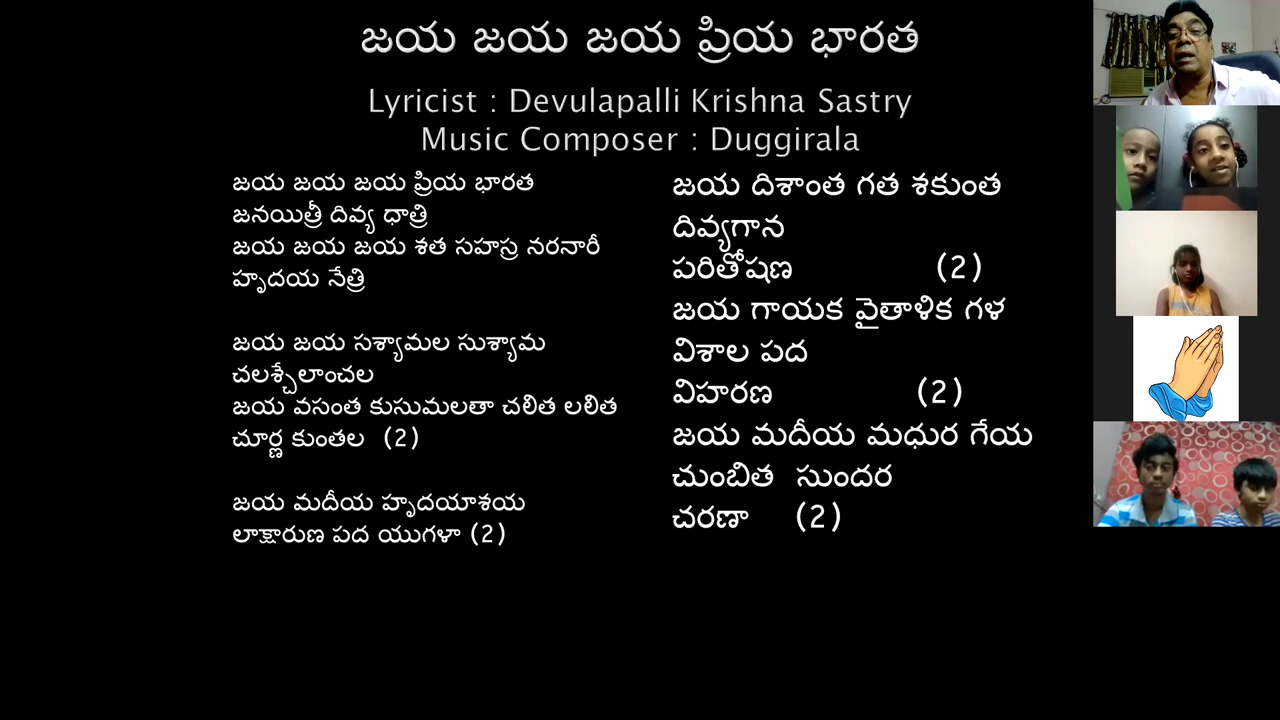 జయ జయ జయ ప్రియ భారత
Lyricist : Devulapalli Krishna Sastry
Music Composer : Duggirala
జయ జయ జయ ప్రియ భారత
జనయిత్రీ దివ్య ధాత్రి
జయ జయ జయ శత సహస్ర నరనారీ
హృదయ నేత్రి
జయ జయ సశ్యామల సుశ్యామ
చలశ్చేలాంచల
జయ వసంత కుసుమలతా చలిత లలిత
చూర్ణ కుంతల (2)
జయ మదీయ హృదయాశయ
లాక్షారుణ పద యుగళా (2)
జయ దిశాంత గత శకుంత
దివ్యగాన
పరితోషణ (2)
జయ గాయక వైతాళిక గళ
విశాల పద
విహరణ (2)
జయ మదీయ మధుర గేయ
చుంబిత సుందర
చరణా (2)